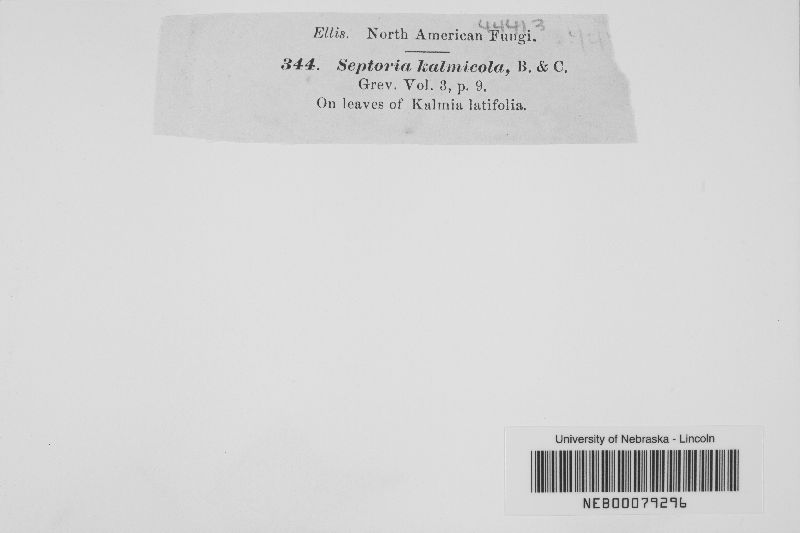 44413
Ellis. North American Fungi.
344. Septoria kalmicola, B. & C.
Grev. Vol. 3, p. 9.
On leaves of Kalmia latifolia.
University of Nebraska - Lincoln
NEB00079296